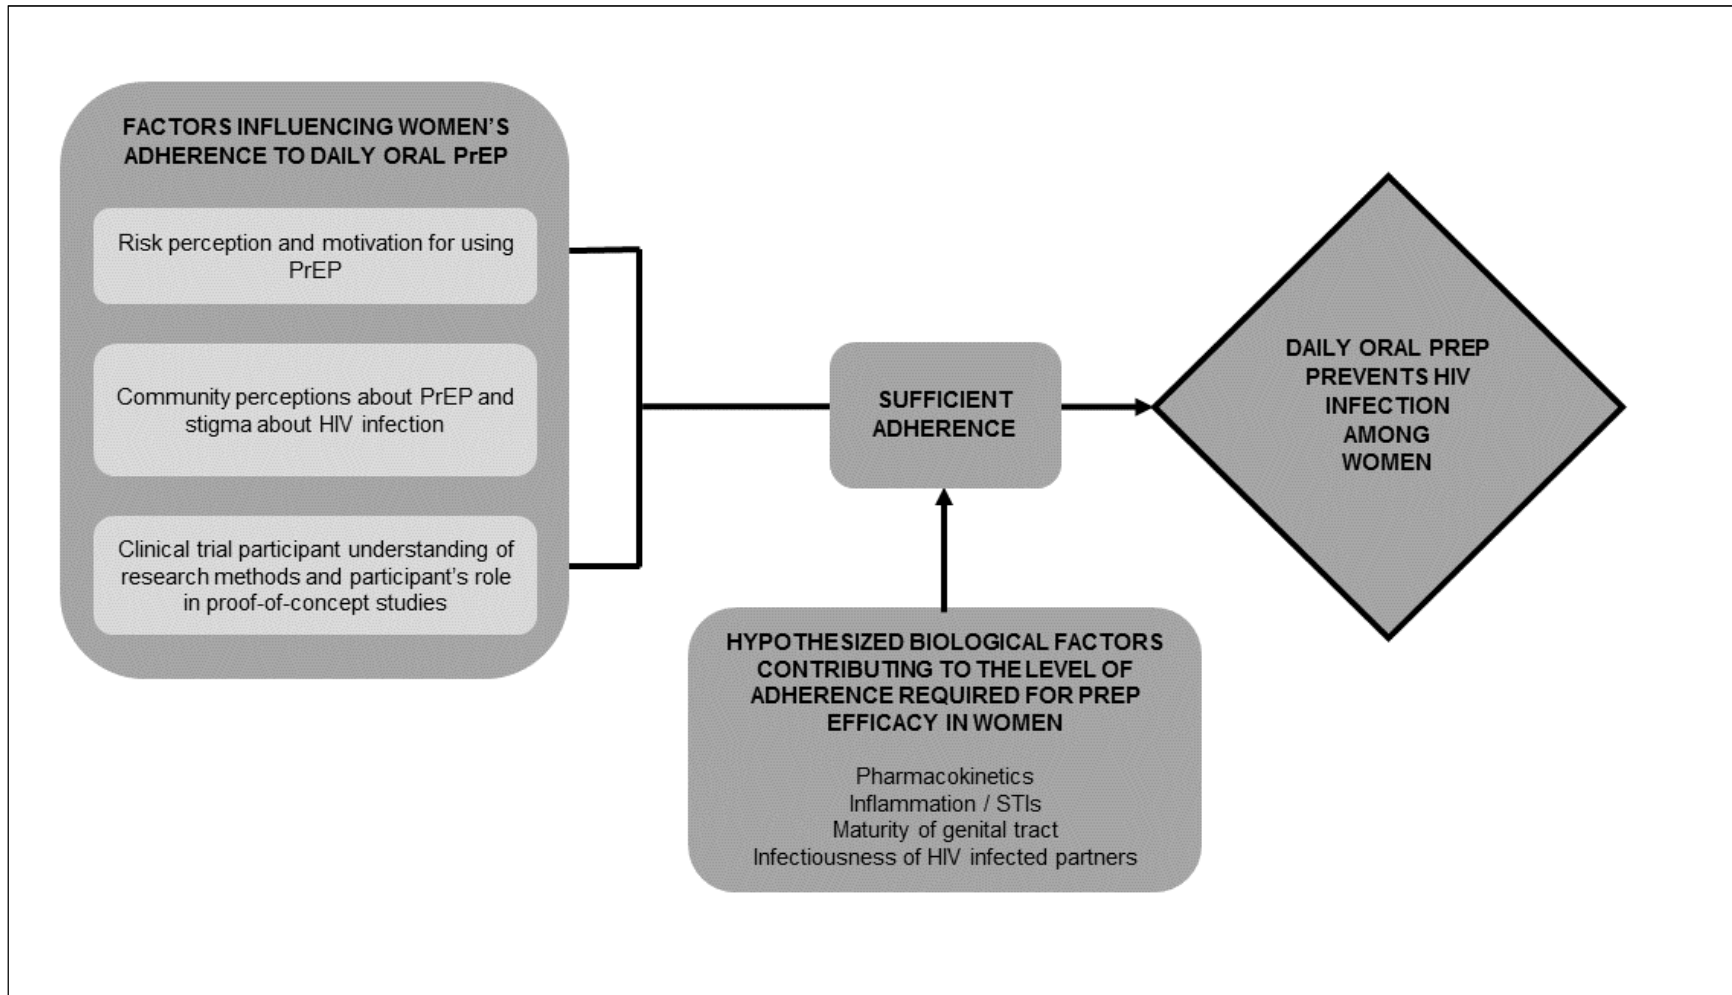 FACTORS INFLUENCING WOMEN'S
ADHERENCE TO DAILY ORAL PrEP
Risk perception and motivation for using
PrEP
Community perceptions about PrEP and
stigma about HIV infection
Clinical trial participant understanding of
research methods and participant's role
in proof-of-concept studies
SUFFICIENT
ADHERENCE
HYPOTHESIZED BIOLOGICAL FACTORS
CONTRIBUTING TO THE LEVEL OF
ADHERENCE REQUIRED FOR PREP
EFFICACY IN WOMEN
Pharmacokinetics
Inflammation / STIs
Maturity of genital tract
Infectiousness of HIV infected partners
DAILY ORAL PREP
PREVENTS HIV
INFECTION
AMONG
WOMEN